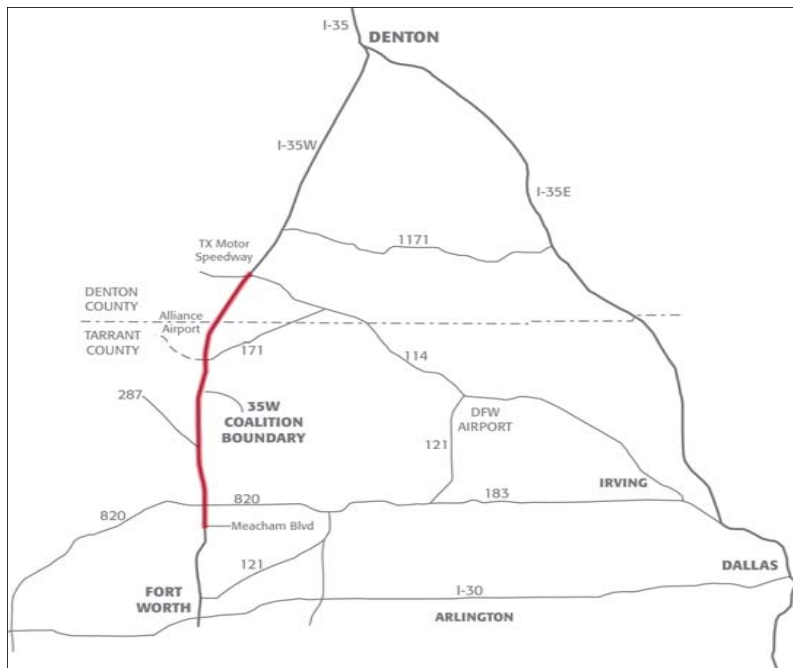 I-35
DENTON
I-35W
I-35E
1171
TX Motor
Speedway
DENTON
COUNTY
Alliance
Airport
TARRANT
COUNTY
171
114
287
35W
COALITION
BOUNDARY
DFW
AIRPORT
121
IRVING
820
183
820
Meacham Blvd
121
DALLAS
FORT
WORTH
I-30
ARLINGTON